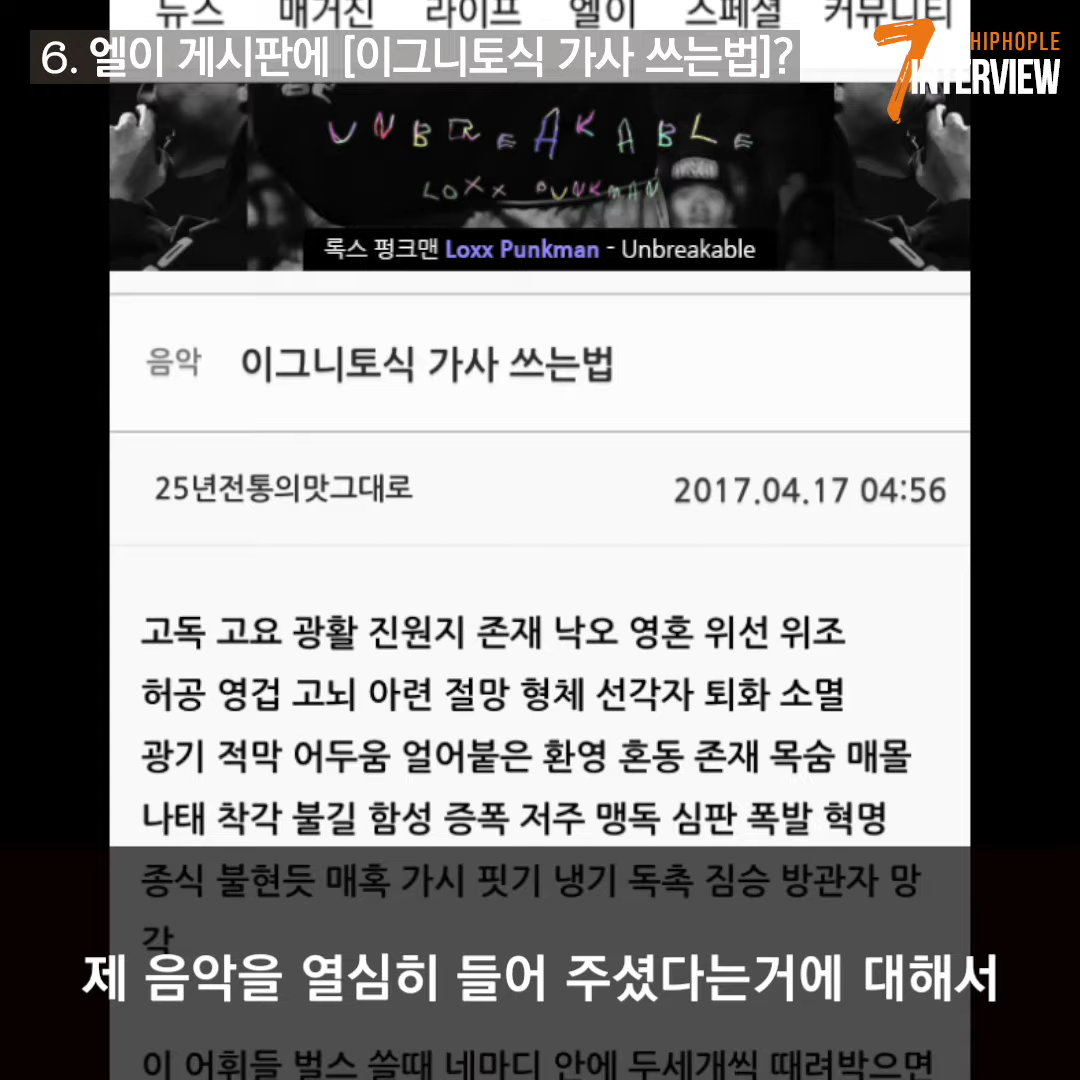 뉴스 매거진 라이프 엘이 스페셜 커뮤니티
6. 엘이 게시판에 [이그니토식 가사 쓰는법]?
HIPHOPLE
7 INTERVIEW
UNBREAKABLE
LOXX PUNKMAN
록스 펑크맨 Loxx Punkman - Unbreakable
음악 이그니토식 가사 쓰는법
25년전통의맛그대로 2017.04.17 04:56
고독 고요 광활 진원지 존재 낙오 영혼 위선 위조
허공 영겁 고뇌 아련 절망 형체 선각자 퇴화 소멸
광기 적막 어두움 얼어붙은 환영 혼동 존재 목숨 매몰
나태 착각 불길 함성 증폭 저주 맹독 심판 폭발 혁명
종식 불현듯 매혹 가시 핏기 냉기 독촉 짐승 방관자 망
각
제 음악을 열심히 들어 주셨다는거에 대해서
이 어휘들 벌스 쓸때 네마디 안에 두세개씩 때려박으면